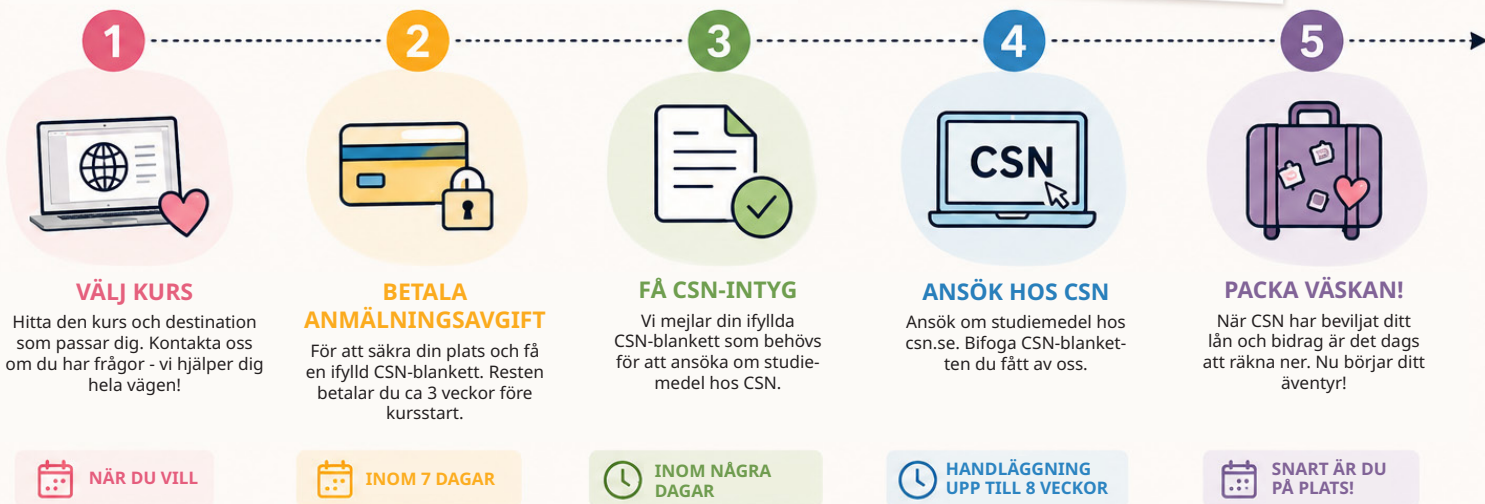 1
2
3
4
5
CSN
VÄLJ KURS
Hitta den kurs och destination
som passar dig. Kontakta oss
om du har frågor - vi hjälper dig
hela vägen!
NÄR DU VILL
BETALA
ANMÄLNINGSAVGIFT
För att säkra din plats och få
en ifylld CSN-blankett. Resten
betalar du ca 3 veckor före
kursstart.
INOM 7 DAGAR
FÅ CSN-INTYG
Vi mejlar din ifyllda
CSN-blankett som behövs
för att ansöka om studie-
medel hos CSN.
INOM NÅGRA
DAGAR
ANSÖK HOS CSN
Ansök om studiemedel hos
csn.se. Bifoga CSN-blanket-
ten du fått av oss.
HANDLÄGGNING
UPP TILL 8 VECKOR
PACKA VÄSKAN!
När CSN har beviljat ditt
lån och bidrag är det dags
att räkna ner. Nu börjar ditt
äventyr!
SNART ÄR DU
PÅ PLATS!